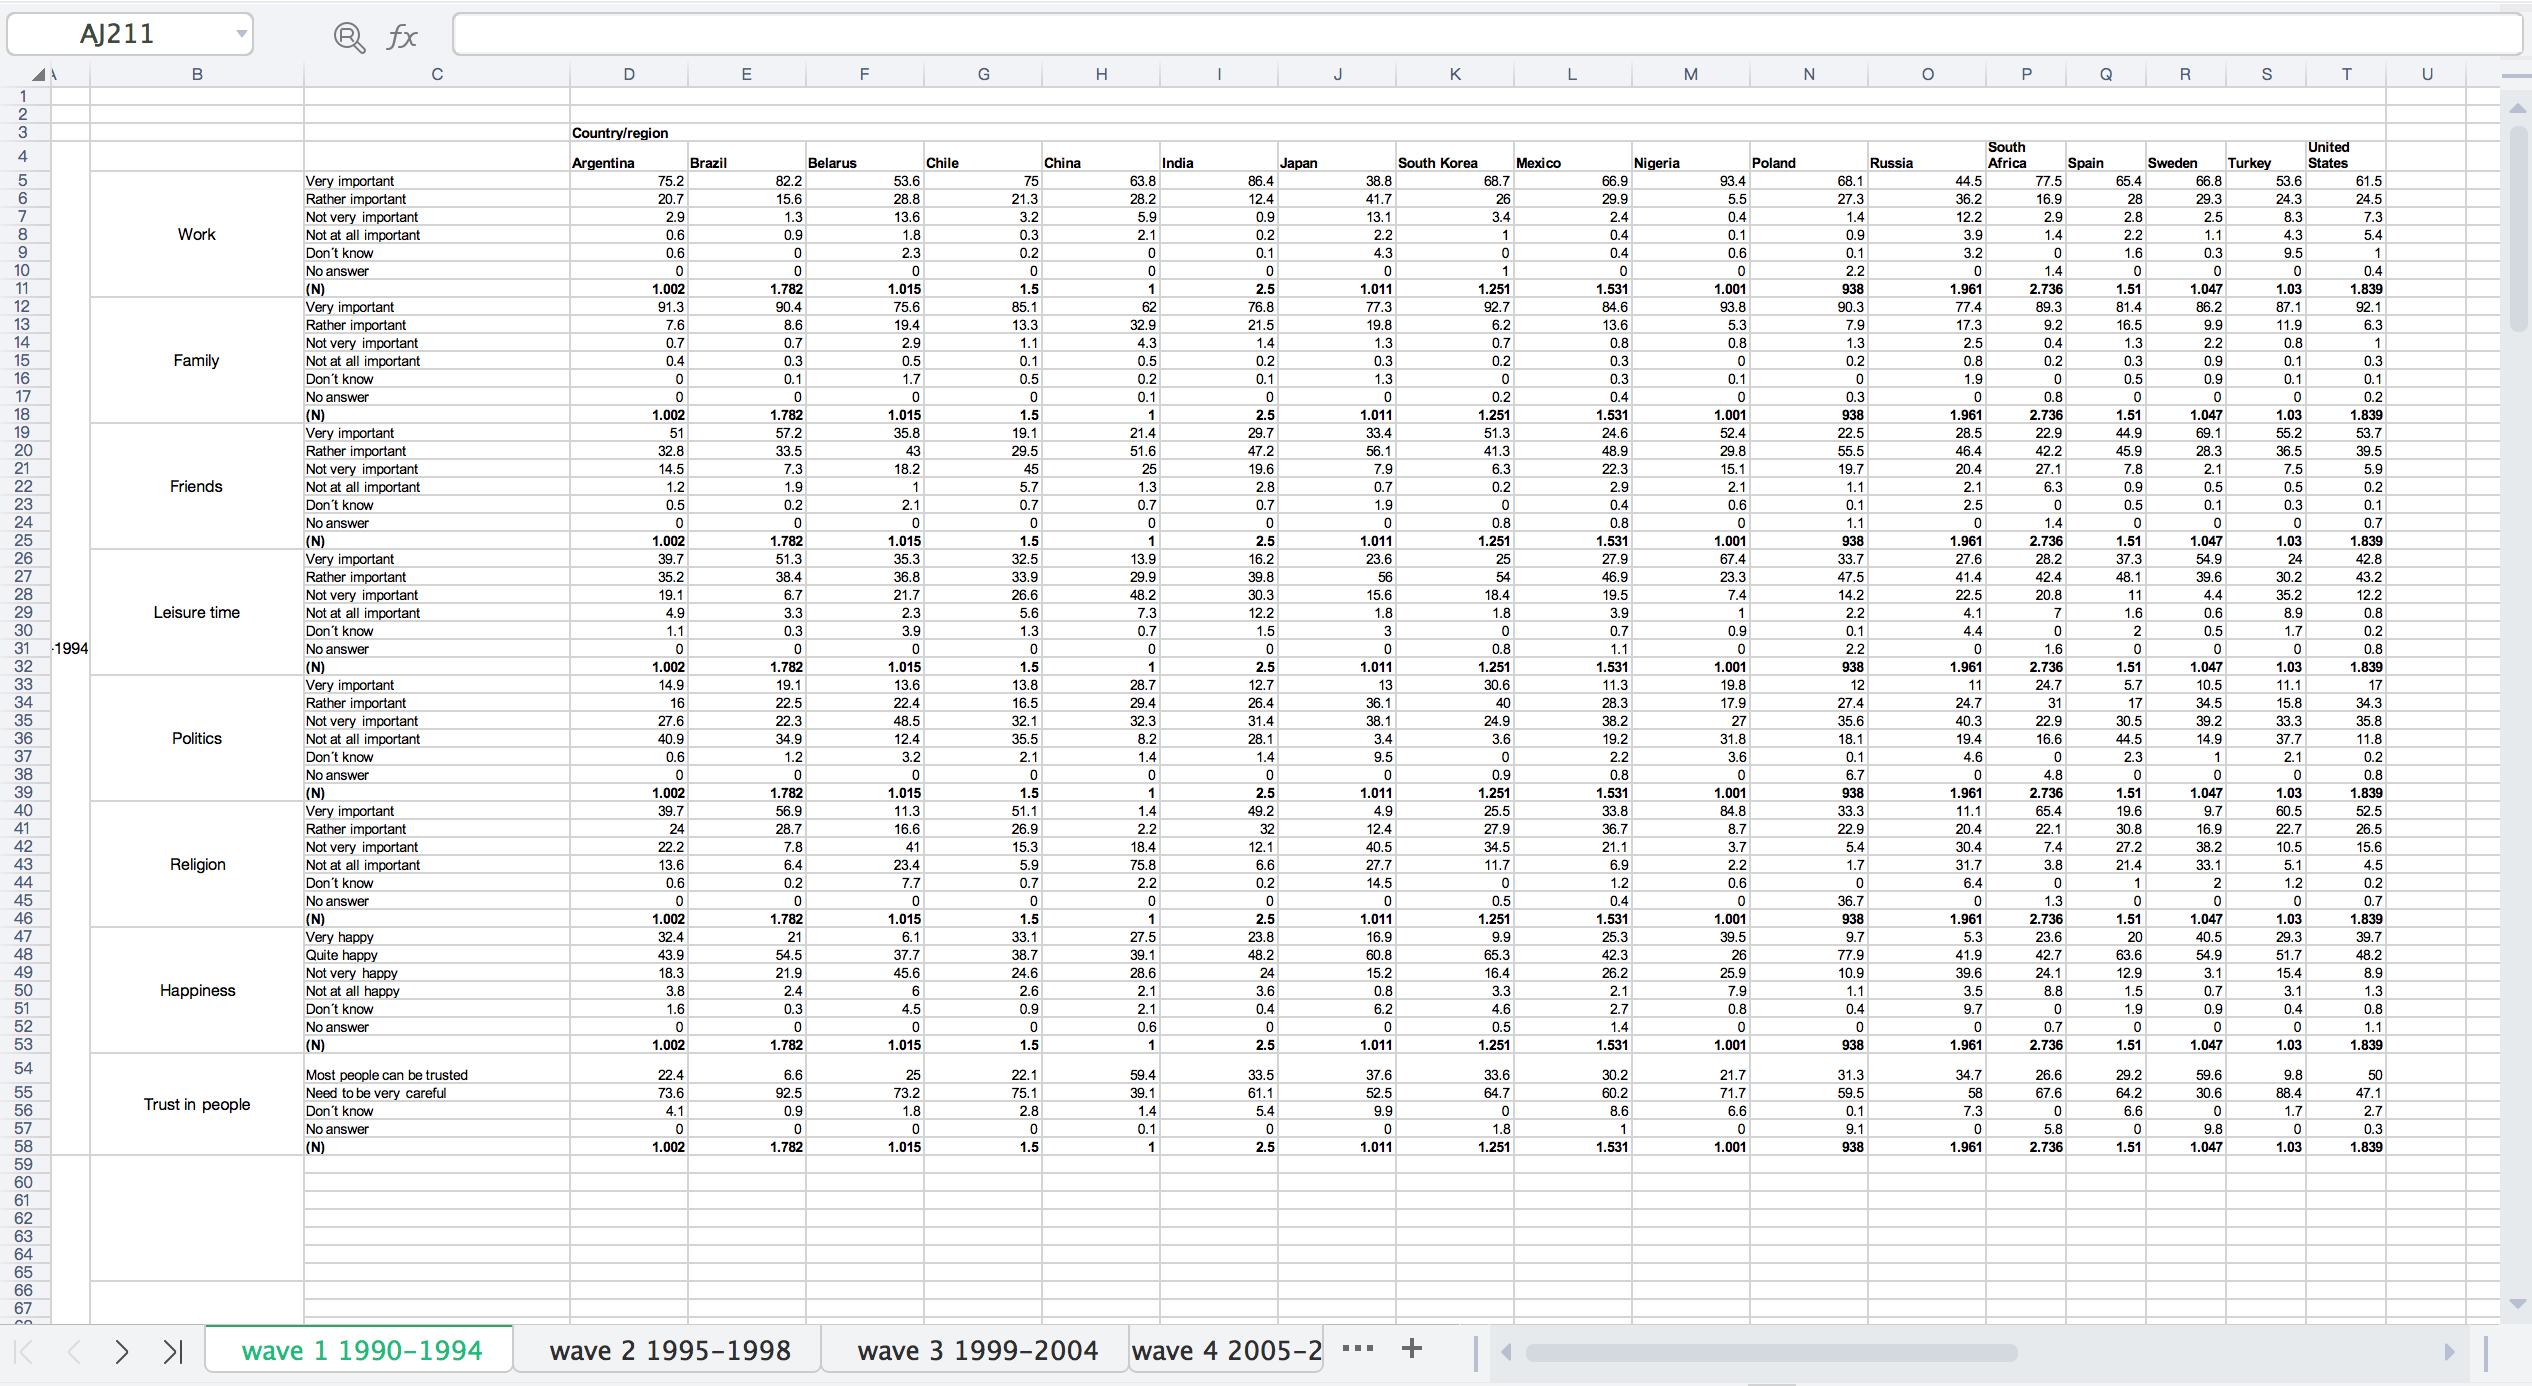 AJ211 fx
A B C D E F G H I J K L M N O P Q R S T U
1
2
3 Country/region
4 Argentina Brazil Belarus Chile China India Japan South Korea Mexico Nigeria Poland Russia South Africa Spain Sweden Turkey United States
5 Very important 75.2 82.2 53.6 75 63.8 86.4 38.8 68.7 66.9 93.4 68.1 44.5 77.5 65.4 66.8 53.6 61.5
6 Rather important 20.7 15.6 28.8 21.3 28.2 12.4 41.7 26 29.9 5.5 27.3 36.2 16.9 28 29.3 24.3 24.5
7 Not very important 2.9 1.3 13.6 3.2 5.9 0.9 13.1 3.4 2.4 0.4 1.4 12.2 2.9 2.8 2.5 8.3 7.3
8 Work Not at all important 0.6 0.9 1.8 0.3 2.1 0.2 2.2 1 0.4 0.1 0.9 3.9 1.4 2.2 1.1 4.3 5.4
9 Don´t know 0.6 0 2.3 0.2 0 0.1 4.3 0 0.4 0.6 0.1 3.2 0 1.6 0.3 9.5 1
10 No answer 0 0 0 0 0 0 0 1 0 0 2.2 0 1.4 0 0 0 0.4
11 (N) 1.002 1.782 1.015 1.5 1 2.5 1.011 1.251 1.531 1.001 938 1.961 2.736 1.51 1.047 1.03 1.839
12 Very important 91.3 90.4 75.6 85.1 62 76.8 77.3 92.7 84.6 93.8 90.3 77.4 89.3 81.4 86.2 87.1 92.1
13 Rather important 7.6 8.6 19.4 13.3 32.9 21.5 19.8 6.2 13.6 5.3 7.9 17.3 9.2 16.5 9.9 11.9 6.3
14 Not very important 0.7 0.7 2.9 1.1 4.3 1.4 1.3 0.7 0.8 0.8 1.3 2.5 0.4 1.3 2.2 0.8 1
15 Family Not at all important 0.4 0.3 0.5 0.1 0.5 0.2 0.3 0.2 0.3 0 0.2 0.8 0.2 0.3 0.9 0.1 0.3
16 Don´t know 0 0.1 1.7 0.5 0.2 0.1 1.3 0 0.3 0.1 0 1.9 0 0.5 0.9 0.1 0.1
17 No answer 0 0 0 0 0.1 0 0 0.2 0.4 0 0.3 0 0.8 0 0 0 0.2
18 (N) 1.002 1.782 1.015 1.5 1 2.5 1.011 1.251 1.531 1.001 938 1.961 2.736 1.51 1.047 1.03 1.839
19 Very important 51 57.2 35.8 19.1 21.4 29.7 33.4 51.3 24.6 52.4 22.5 28.5 22.9 44.9 69.1 55.2 53.7
20 Rather important 32.8 33.5 43 29.5 51.6 47.2 56.1 41.3 48.9 29.8 55.5 46.4 42.2 45.9 28.3 36.5 39.5
21 Not very important 14.5 7.3 18.2 45 25 19.6 7.9 6.3 22.3 15.1 19.7 20.4 27.1 7.8 2.1 7.5 5.9
22 Friends Not at all important 1.2 1.9 1 5.7 1.3 2.8 0.7 0.2 2.9 2.1 1.1 2.1 6.3 0.9 0.5 0.5 0.2
23 Don´t know 0.5 0.2 2.1 0.7 0.7 0.7 1.9 0 0.4 0.6 0.1 2.5 0 0.5 0.1 0.3 0.1
24 No answer 0 0 0 0 0 0 0 0.8 0.8 0 1.1 0 1.4 0 0 0 0.7
25 (N) 1.002 1.782 1.015 1.5 1 2.5 1.011 1.251 1.531 1.001 938 1.961 2.736 1.51 1.047 1.03 1.839
26 Very important 39.7 51.3 35.3 32.5 13.9 16.2 23.6 25 27.9 67.4 33.7 27.6 28.2 37.3 54.9 24 42.8
27 Rather important 35.2 38.4 36.8 33.9 29.9 39.8 56 54 46.9 23.3 47.5 41.4 42.4 48.1 39.6 30.2 43.2
28 Not very important 19.1 6.7 21.7 26.6 48.2 30.3 15.6 18.4 19.5 7.4 14.2 22.5 20.8 11 4.4 35.2 12.2
29 Leisure time Not at all important 4.9 3.3 2.3 5.6 7.3 12.2 1.8 1.8 3.9 1 2.2 4.1 7 1.6 0.6 8.9 0.8
30 Don´t know 1.1 0.3 3.9 1.3 0.7 1.5 3 0 0.7 0.9 0.1 4.4 0 2 0.5 1.7 0.2
31 -1994 No answer 0 0 0 0 0 0 0 0.8 1.1 0 2.2 0 1.6 0 0 0 0.8
32 (N) 1.002 1.782 1.015 1.5 1 2.5 1.011 1.251 1.531 1.001 938 1.961 2.736 1.51 1.047 1.03 1.839
33 Very important 14.9 19.1 13.6 13.8 28.7 12.7 13 30.6 11.3 19.8 12 11 24.7 5.7 10.5 11.1 17
34 Rather important 16 22.5 22.4 16.5 29.4 26.4 36.1 40 28.3 17.9 27.4 24.7 31 17 34.5 15.8 34.3
35 Not very important 27.6 22.3 48.5 32.1 32.3 31.4 38.1 24.9 38.2 27 35.6 40.3 22.9 30.5 39.2 33.3 35.8
36 Politics Not at all important 40.9 34.9 12.4 35.5 8.2 28.1 3.4 3.6 19.2 31.8 18.1 19.4 16.6 44.5 14.9 37.7 11.8
37 Don´t know 0.6 1.2 3.2 2.1 1.4 1.4 9.5 0 2.2 3.6 0.1 4.6 0 2.3 1 2.1 0.2
38 No answer 0 0 0 0 0 0 0 0.9 0.8 0 6.7 0 4.8 0 0 0 0.8
39 (N) 1.002 1.782 1.015 1.5 1 2.5 1.011 1.251 1.531 1.001 938 1.961 2.736 1.51 1.047 1.03 1.839
40 Very important 39.7 56.9 11.3 51.1 1.4 49.2 4.9 25.5 33.8 84.8 33.3 11.1 65.4 19.6 9.7 60.5 52.5
41 Rather important 24 28.7 16.6 26.9 2.2 32 12.4 27.9 36.7 8.7 22.9 20.4 22.1 30.8 16.9 22.7 26.5
42 Not very important 22.2 7.8 41 15.3 18.4 12.1 40.5 34.5 21.1 3.7 5.4 30.4 7.4 27.2 38.2 10.5 15.6
43 Religion Not at all important 13.6 6.4 23.4 5.9 75.8 6.6 27.7 11.7 6.9 2.2 1.7 31.7 3.8 21.4 33.1 5.1 4.5
44 Don´t know 0.6 0.2 7.7 0.7 2.2 0.2 14.5 0 1.2 0.6 0 6.4 0 1 2 1.2 0.2
45 No answer 0 0 0 0 0 0 0 0.5 0.4 0 36.7 0 1.3 0 0 0 0.7
46 (N) 1.002 1.782 1.015 1.5 1 2.5 1.011 1.251 1.531 1.001 938 1.961 2.736 1.51 1.047 1.03 1.839
47 Very happy 32.4 21 6.1 33.1 27.5 23.8 16.9 9.9 25.3 39.5 9.7 5.3 23.6 20 40.5 29.3 39.7
48 Quite happy 43.9 54.5 37.7 38.7 39.1 48.2 60.8 65.3 42.3 26 77.9 41.9 42.7 63.6 54.9 51.7 48.2
49 Not very happy 18.3 21.9 45.6 24.6 28.6 24 15.2 16.4 26.2 25.9 10.9 39.6 24.1 12.9 3.1 15.4 8.9
50 Happiness Not at all happy 3.8 2.4 6 2.6 2.1 3.6 0.8 3.3 2.1 7.9 1.1 3.5 8.8 1.5 0.7 3.1 1.3
51 Don´t know 1.6 0.3 4.5 0.9 2.1 0.4 6.2 4.6 2.7 0.8 0.4 9.7 0 1.9 0.9 0.4 0.8
52 No answer 0 0 0 0 0.6 0 0 0.5 1.4 0 0 0 0.7 0 0 0 1.1
53 (N) 1.002 1.782 1.015 1.5 1 2.5 1.011 1.251 1.531 1.001 938 1.961 2.736 1.51 1.047 1.03 1.839
54 Most people can be trusted 22.4 6.6 25 22.1 59.4 33.5 37.6 33.6 30.2 21.7 31.3 34.7 26.6 29.2 59.6 9.8 50
55 Need to be very careful 73.6 92.5 73.2 75.1 39.1 61.1 52.5 64.7 60.2 71.7 59.5 58 67.6 64.2 30.6 88.4 47.1
56 Trust in people Don´t know 4.1 0.9 1.8 2.8 1.4 5.4 9.9 0 8.6 6.6 0.1 7.3 0 6.6 0 1.7 2.7
57 No answer 0 0 0 0 0.1 0 0 1.8 1 0 9.1 0 5.8 0 9.8 0 0.3
58 (N) 1.002 1.782 1.015 1.5 1 2.5 1.011 1.251 1.531 1.001 938 1.961 2.736 1.51 1.047 1.03 1.839
59
60
61
62
63
64
65
66
67
wave 1 1990-1994 wave 2 1995-1998 wave 3 1999-2004 wave 4 2005-2 ··· +